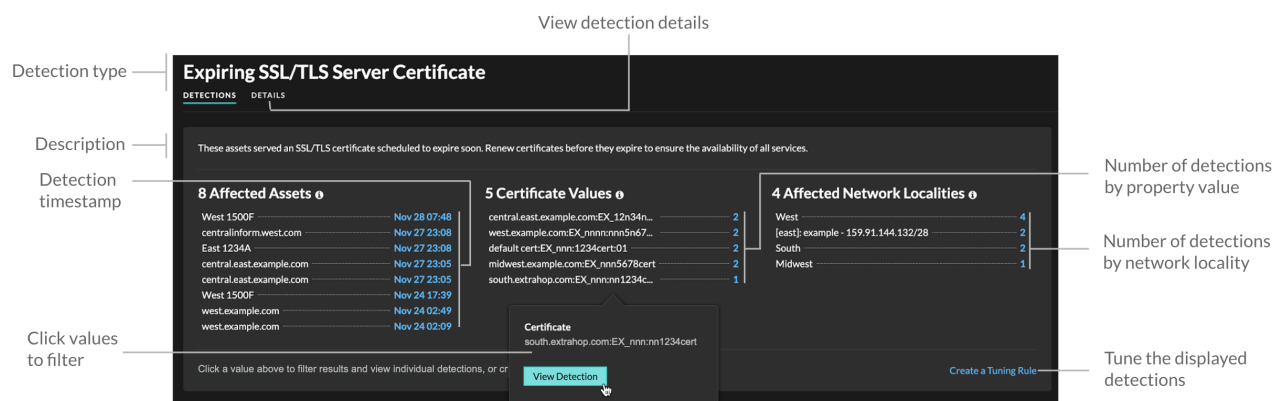 View detection details
Detection type
Expiring SSL/TLS Server Certificate
DETECTIONS DETAILS
Description
These assets served an SSL/TLS certificate scheduled to expire soon. Renew certificates before they expire to ensure the availability of all services.
Detection
timestamp
8 Affected Assets
West 1500F Nov 28 07:48
centralinform.west.com Nov 27 23:08
East 1234A Nov 27 23:08
central.east.example.com Nov 27 23:05
central.east.example.com Nov 27 23:05
West 1500F Nov 24 17:39
west.example.com Nov 24 02:49
west.example.com Nov 24 02:09
5 Certificate Values
central.east.example.com:EX_12n34n... 2
west.example.com:EX_nnnn:nnn5n67... 2
default cert:EX_nnn:1234cert:01 2
midwest.example.com:EX_nnn5678cert 2
south.extrahop.com:EX_nnn:nn1234c... 1
4 Affected Network Localities
West 4
[east]: example - 159.91.144.132/28 2
South 2
Midwest 1
Number of detections
by property value
Number of detections
by network locality
Click values
to filter
Certificate
south.extrahop.com:EX_nnn:nn1234cert
View Detection
Click a value above to filter results and view individual detections, or cr
Create a Tuning Rule
Tune the displayed
detections